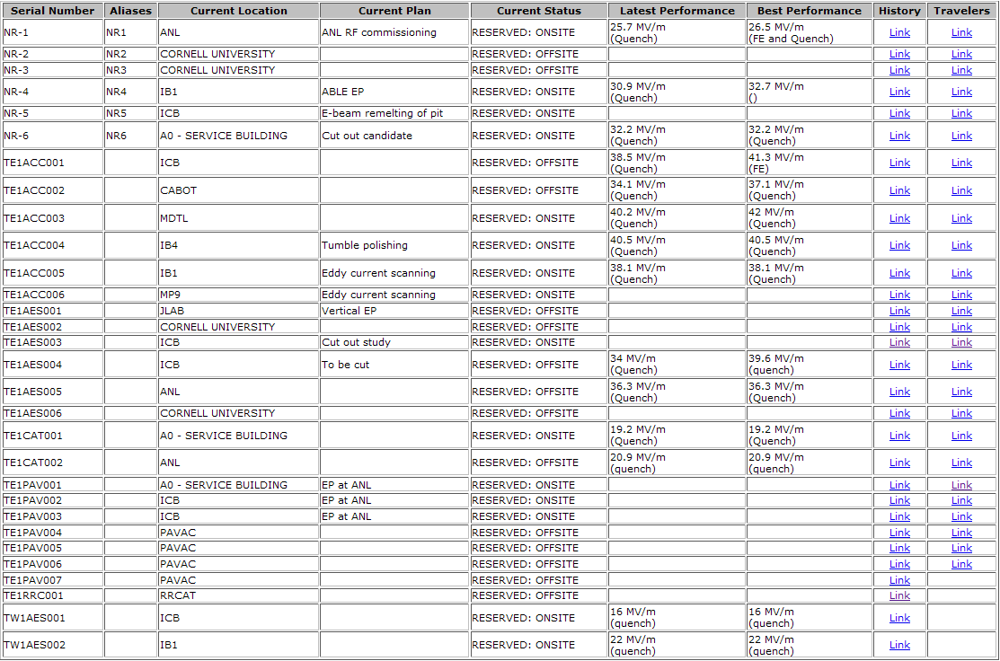 Serial Number Aliases Current Location Current Plan Current Status Latest Performance Best Performance History Travelers
NR-1 NR1 ANL ANL RF commissioning RESERVED: ONSITE 25.7 MV/m (Quench) 26.5 MV/m (FE and Quench) Link Link
NR-2 NR2 CORNELL UNIVERSITY RESERVED: OFFSITE Link Link
NR-3 NR3 CORNELL UNIVERSITY RESERVED: OFFSITE Link Link
NR-4 NR4 IB1 ABLE EP RESERVED: ONSITE 30.9 MV/m (Quench) 32.7 MV/m () Link Link
NR-5 NR5 ICB E-beam remelting of pit RESERVED: ONSITE Link Link
NR-6 NR6 A0 - SERVICE BUILDING Cut out candidate RESERVED: ONSITE 32.2 MV/m (Quench) 32.2 MV/m (Quench) Link Link
TE1ACC001 ICB RESERVED: OFFSITE 38.5 MV/m (Quench) 41.3 MV/m (FE) Link Link
TE1ACC002 CABOT RESERVED: OFFSITE 34.1 MV/m (Quench) 37.1 MV/m (Quench) Link Link
TE1ACC003 MDTL RESERVED: ONSITE 40.2 MV/m (Quench) 42 MV/m (Quench) Link Link
TE1ACC004 IB4 Tumble polishing RESERVED: ONSITE 40.5 MV/m (Quench) 40.5 MV/m (Quench) Link Link
TE1ACC005 IB1 Eddy current scanning RESERVED: ONSITE 38.1 MV/m (Quench) 38.1 MV/m (Quench) Link Link
TE1ACC006 MP9 Eddy current scanning RESERVED: ONSITE Link Link
TE1AES001 JLAB Vertical EP RESERVED: OFFSITE Link Link
TE1AES002 CORNELL UNIVERSITY RESERVED: OFFSITE Link Link
TE1AES003 ICB Cut out study RESERVED: ONSITE Link Link
TE1AES004 ICB To be cut RESERVED: OFFSITE 34 MV/m (Quench) 39.6 MV/m (quench) Link Link
TE1AES005 ANL RESERVED: OFFSITE 36.3 MV/m (Quench) 36.3 MV/m (Quench) Link Link
TE1AES006 CORNELL UNIVERSITY RESERVED: OFFSITE Link Link
TE1CAT001 A0 - SERVICE BUILDING RESERVED: ONSITE 19.2 MV/m (Quench) 19.2 MV/m (Quench) Link Link
TE1CAT002 ANL RESERVED: OFFSITE 20.9 MV/m (quench) 20.9 MV/m (quench) Link Link
TE1PAV001 A0 - SERVICE BUILDING EP at ANL RESERVED: ONSITE Link Link
TE1PAV002 ICB EP at ANL RESERVED: ONSITE Link Link
TE1PAV003 ICB EP at ANL RESERVED: ONSITE Link Link
TE1PAV004 PAVAC RESERVED: OFFSITE Link Link
TE1PAV005 PAVAC RESERVED: OFFSITE Link Link
TE1PAV006 PAVAC RESERVED: OFFSITE Link Link
TE1PAV007 PAVAC RESERVED: OFFSITE Link
TE1RRC001 RRCAT RESERVED: OFFSITE Link
TW1AES001 ICB RESERVED: ONSITE 16 MV/m (quench) 16 MV/m (quench) Link
TW1AES002 IB1 RESERVED: ONSITE 22 MV/m (quench) 22 MV/m (quench) Link